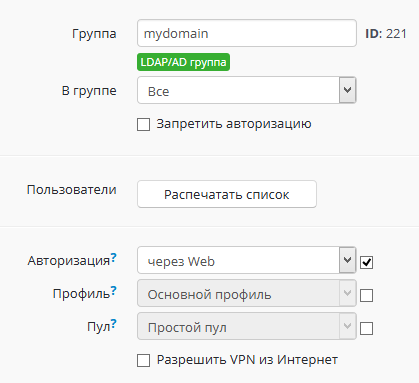 Группа mydomain ID: 221
LDAP/AD группа
В группе Все
Запретить авторизацию
Пользователи Распечатать список
Авторизация? через Web
Профиль? Основной профиль
Пул? Простой пул
Разрешить VPN из Интернет